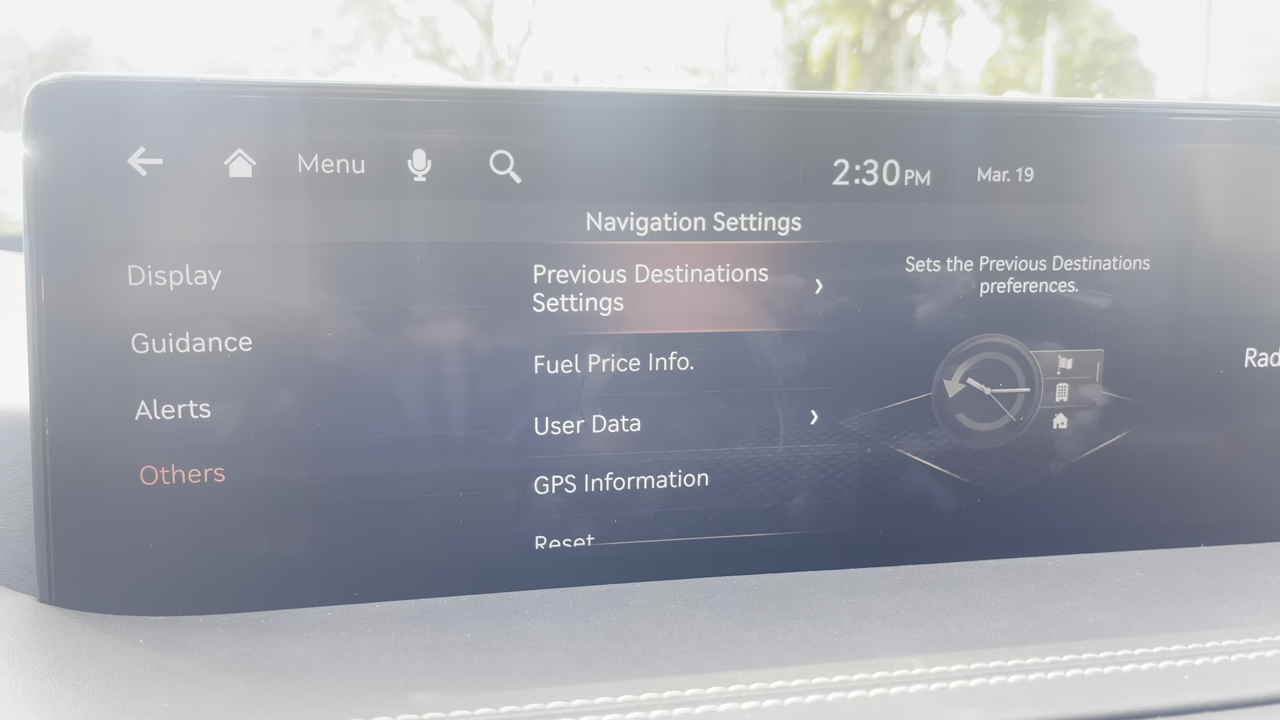 Menu
2:30 PM
Mar. 19
Navigation Settings
Display
Guidance
Alerts
Others
Previous Destinations
Settings
Fuel Price Info.
User Data
GPS Information
Reset
Sets the Previous Destinations
preferences.
Rad